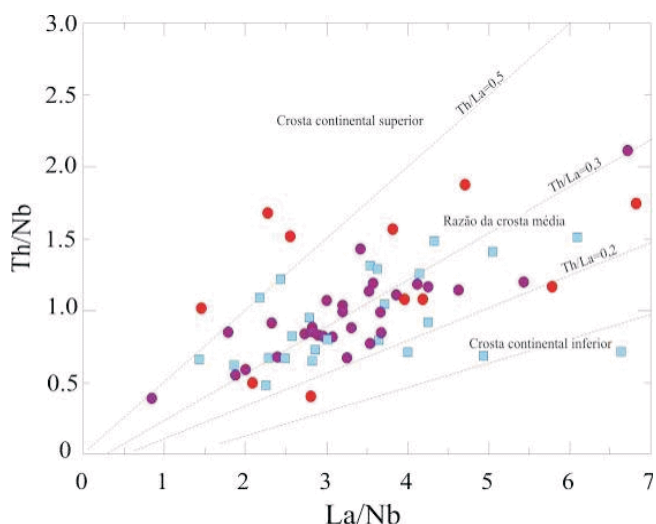 3.0
2.5
2.0
1.5
1.0
0.5
0
Th/Nb
Crosta continental superior
Th/La=0,5
Th/La=0,3
Razão da crosta média
Th/La=0,2
Crosta continental inferior
0 1 2 3 4 5 6 7
La/Nb